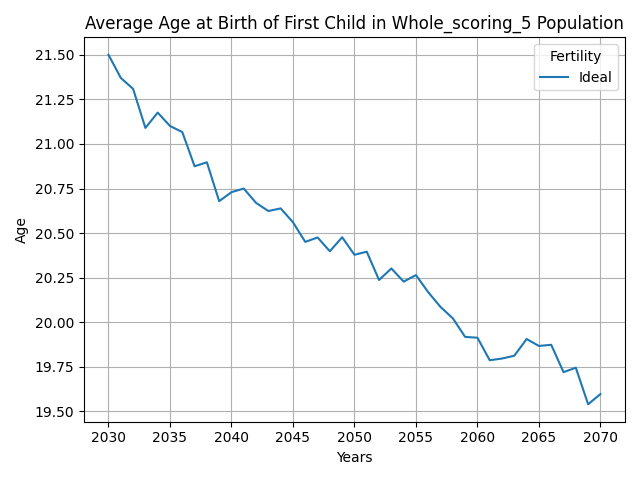 Average Age at Birth of First Child in Whole_scoring_5 Population
Fertility
Ideal
21.50
21.25
21.00
20.75
20.50
20.25
20.00
19.75
19.50
Age
2030 2035 2040 2045 2050 2055 2060 2065 2070
Years